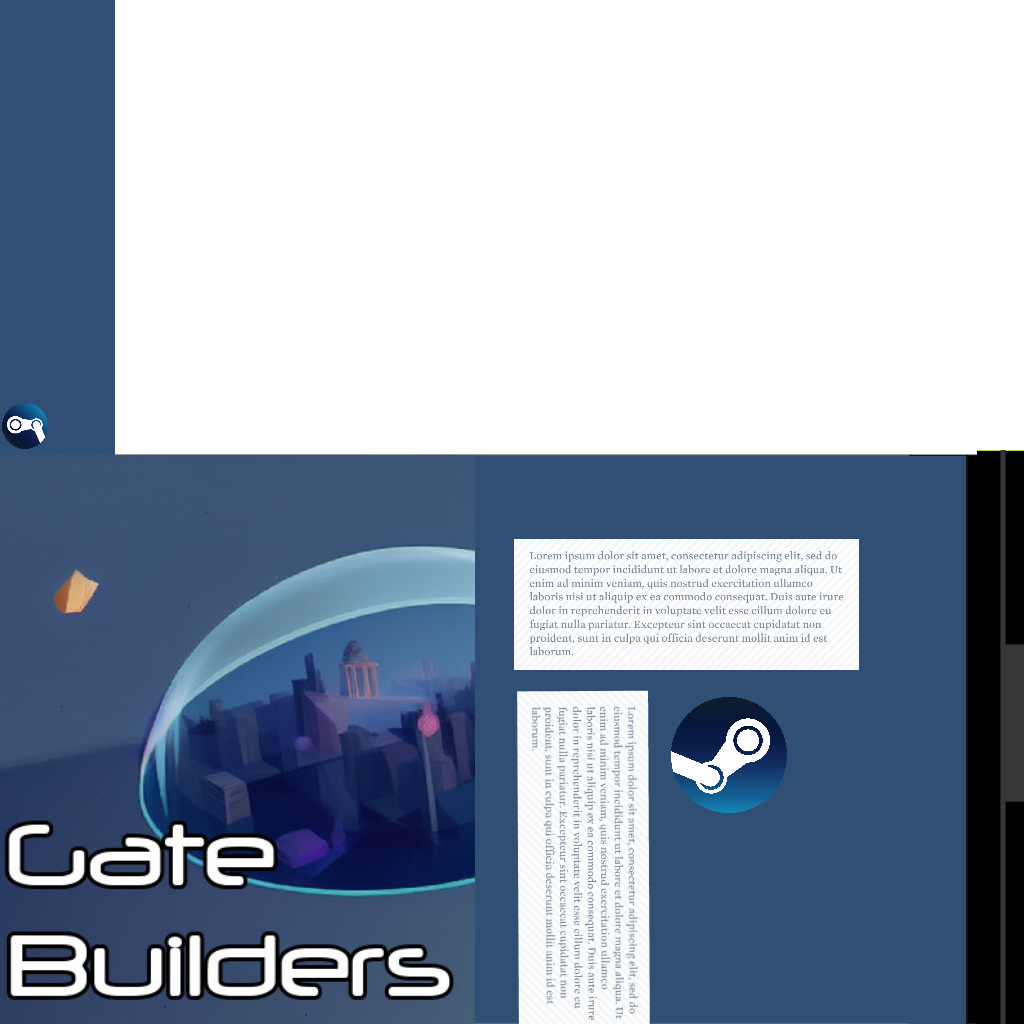 Lorem ipsum dolor sit amet, consectetur adipiscing elit, sed do
eiusmod tempor incididunt ut labore et dolore magna aliqua. Ut
enim ad minim veniam, quis nostrud exercitation ullamco
laboris nisi ut aliquip ex ea commodo consequat. Duis aute irure
dolor in reprehenderit in voluptate velit esse cillum dolore eu
fugiat nulla pariatur. Excepteur sint occaecat cupidatat non
proident, sunt in culpa qui officia deserunt mollit anim id est
laborum.
Lorem ipsum dolor sit amet, consectetur adipiscing elit, sed do
eiusmod tempor incididunt ut labore et dolore magna aliqua. Ut
enim ad minim veniam, quis nostrud exercitation ullamco
laboris nisi ut aliquip ex ea commodo consequat. Duis aute irure
dolor in reprehenderit in voluptate velit esse cillum dolore eu
fugiat nulla pariatur. Excepteur sint occaecat cupidatat non
proident, sunt in culpa qui officia deserunt mollit anim id est
laborum.
Gate
Builders